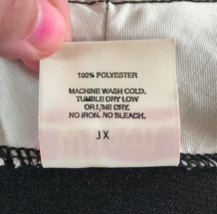 100% POLYESTER
MACHINE WASH COLD.
TUMBLE DRY LOW
OR LINE DRY.
NO IRON. NO BLEACH.
JX